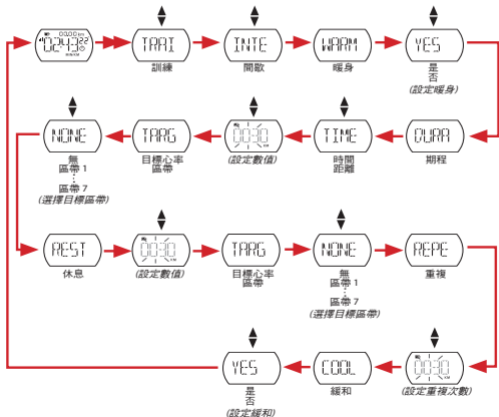 TRAI
INTE
WARM
YES
訓練
間歇
暖身
是
否
(設定暖身)
NONE
TARG
00:30
TIME
DURA
無
區帶 1
區帶 7
(選擇目標區帶)
目標心率
區帶
(設定數值)
時間
距離
期程
REST
00:30
TARG
NONE
REPE
休息
(設定數值)
目標心率
區帶
無
區帶 1
區帶 7
(選擇目標區帶)
重複
YES
COOL
00:30
是
否
(設定緩和)
緩和
(設定重複次數)